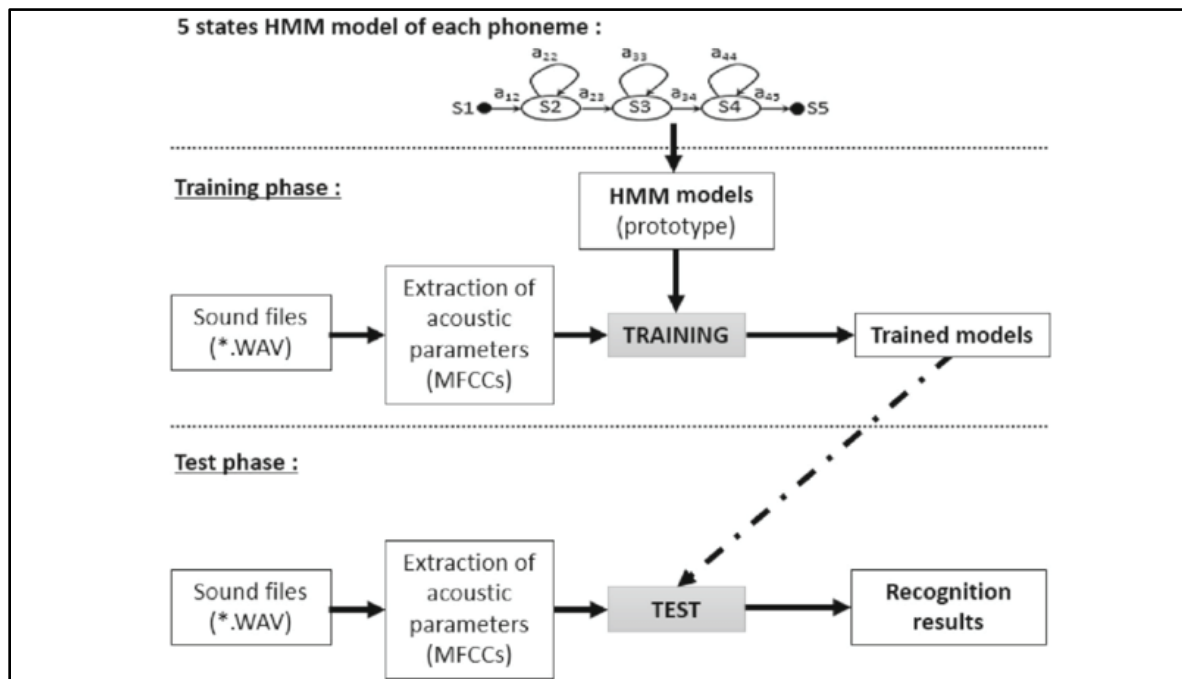 5 states HMM model of each phoneme :
a22 a33 a44
S1 a12 S2 a23 S3 a34 S4 a45 S5
Training phase :
HMM models
(prototype)
Sound files
(*.WAV)
Extraction of
acoustic
parameters
(MFCCs)
TRAINING
Trained models
Test phase :
Sound files
(*.WAV)
Extraction of
acoustic
parameters
(MFCCs)
TEST
Recognition
results